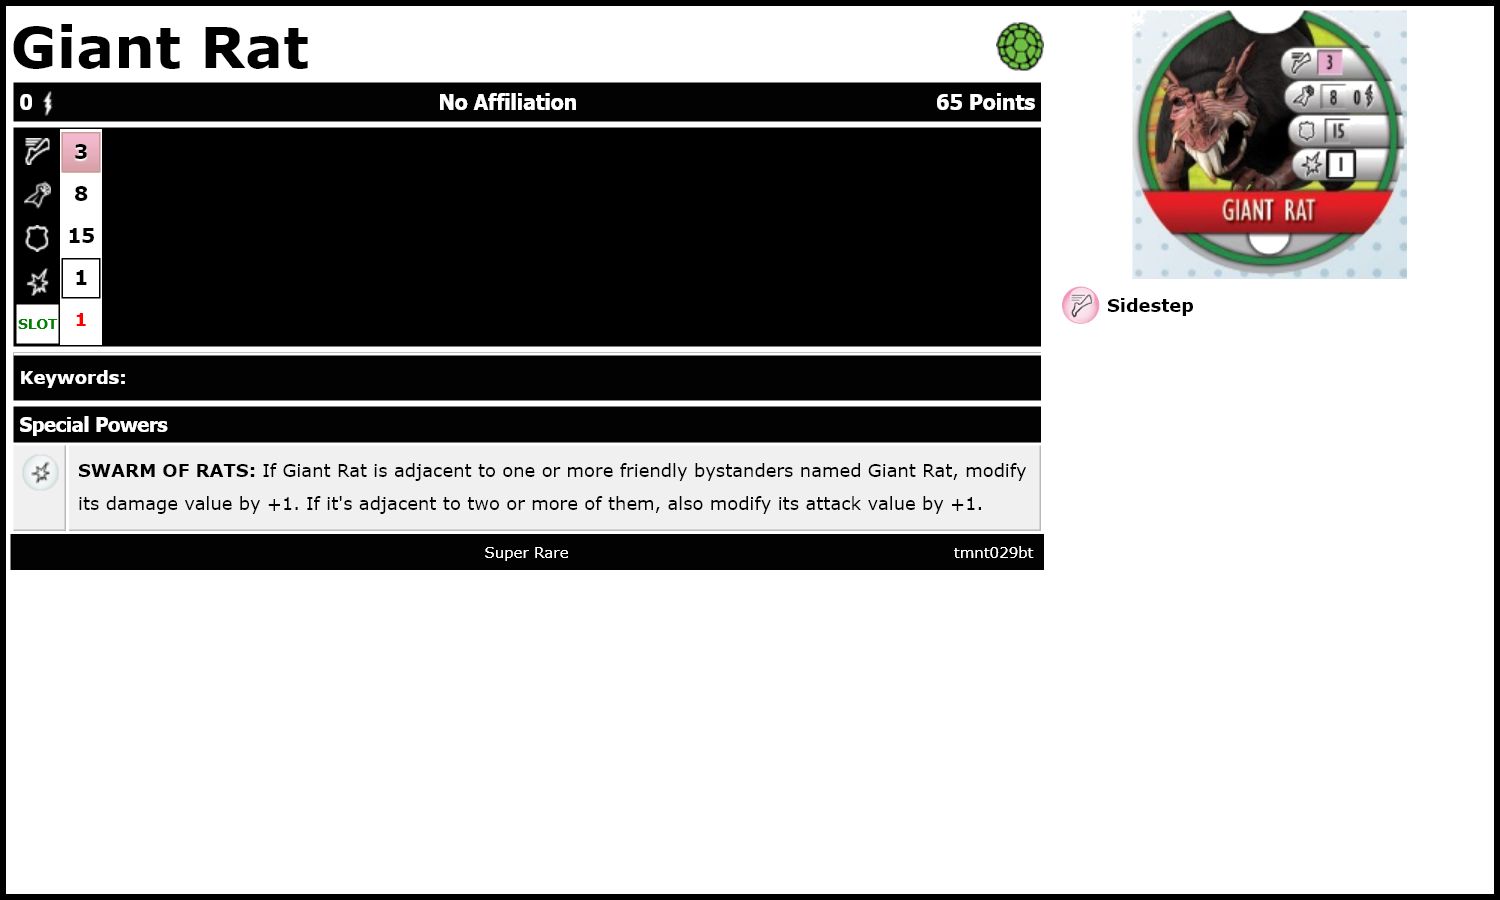 Giant Rat
0 No Affiliation 65 Points
3
8
15
1
SLOT 1
Keywords:
Special Powers
SWARM OF RATS: If Giant Rat is adjacent to one or more friendly bystanders named Giant Rat, modify
its damage value by +1. If it's adjacent to two or more of them, also modify its attack value by +1.
Super Rare tmnt029bt
3
8 0
15
1
GIANT RAT
Sidestep